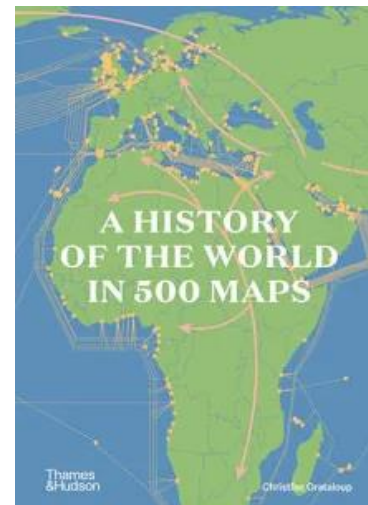 A HISTORY
OF THE WORLD
IN 500 MAPS
Thames
&Hudson
Christian Grataloup